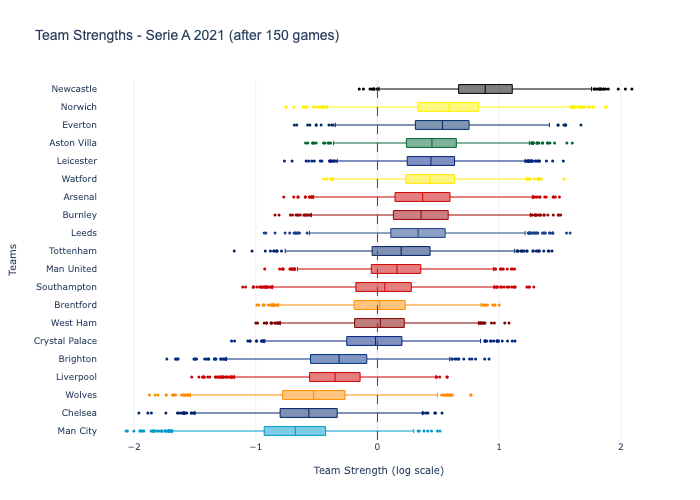 Team Strengths - Serie A 2021 (after 150 games)
Newcastle
Norwich
Everton
Aston Villa
Leicester
Watford
Arsenal
Burnley
Leeds
Tottenham
Man United
Southampton
Brentford
West Ham
Crystal Palace
Brighton
Liverpool
Wolves
Chelsea
Man City
Teams
−2 −1 0 1 2
Team Strength (log scale)